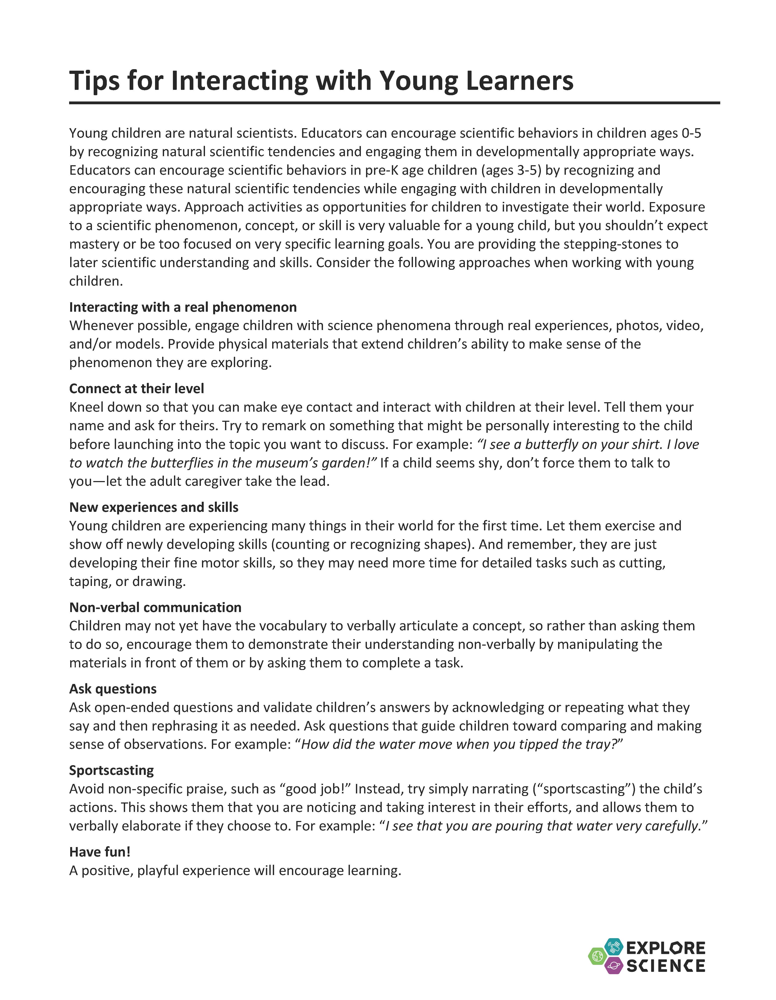 Tips for Interacting with Young Learners
Young children are natural scientists. Educators can encourage scientific behaviors in children ages 0-5
by recognizing natural scientific tendencies and engaging them in developmentally appropriate ways.
Educators can encourage scientific behaviors in pre-K age children (ages 3-5) by recognizing and
encouraging these natural scientific tendencies while engaging with children in developmentally
appropriate ways. Approach activities as opportunities for children to investigate their world. Exposure
to a scientific phenomenon, concept, or skill is very valuable for a young child, but you shouldn’t expect
mastery or be too focused on very specific learning goals. You are providing the stepping-stones to
later scientific understanding and skills. Consider the following approaches when working with young
children.
Interacting with a real phenomenon
Whenever possible, engage children with science phenomena through real experiences, photos, video,
and/or models. Provide physical materials that extend children’s ability to make sense of the
phenomenon they are exploring.
Connect at their level
Kneel down so that you can make eye contact and interact with children at their level. Tell them your
name and ask for theirs. Try to remark on something that might be personally interesting to the child
before launching into the topic you want to discuss. For example: “I see a butterfly on your shirt. I love
to watch the butterflies in the museum’s garden!” If a child seems shy, don’t force them to talk to
you—let the adult caregiver take the lead.
New experiences and skills
Young children are experiencing many things in their world for the first time. Let them exercise and
show off newly developing skills (counting or recognizing shapes). And remember, they are just
developing their fine motor skills, so they may need more time for detailed tasks such as cutting,
taping, or drawing.
Non-verbal communication
Children may not yet have the vocabulary to verbally articulate a concept, so rather than asking them
to do so, encourage them to demonstrate their understanding non-verbally by manipulating the
materials in front of them or by asking them to complete a task.
Ask questions
Ask open-ended questions and validate children’s answers by acknowledging or repeating what they
say and then rephrasing it as needed. Ask questions that guide children toward comparing and making
sense of observations. For example: “How did the water move when you tipped the tray?”
Sportscasting
Avoid non-specific praise, such as “good job!” Instead, try simply narrating (“sportscasting”) the child’s
actions. This shows them that you are noticing and taking interest in their efforts, and allows them to
verbally elaborate if they choose to. For example: “I see that you are pouring that water very carefully.”
Have fun!
A positive, playful experience will encourage learning.
EXPLORE
SCIENCE